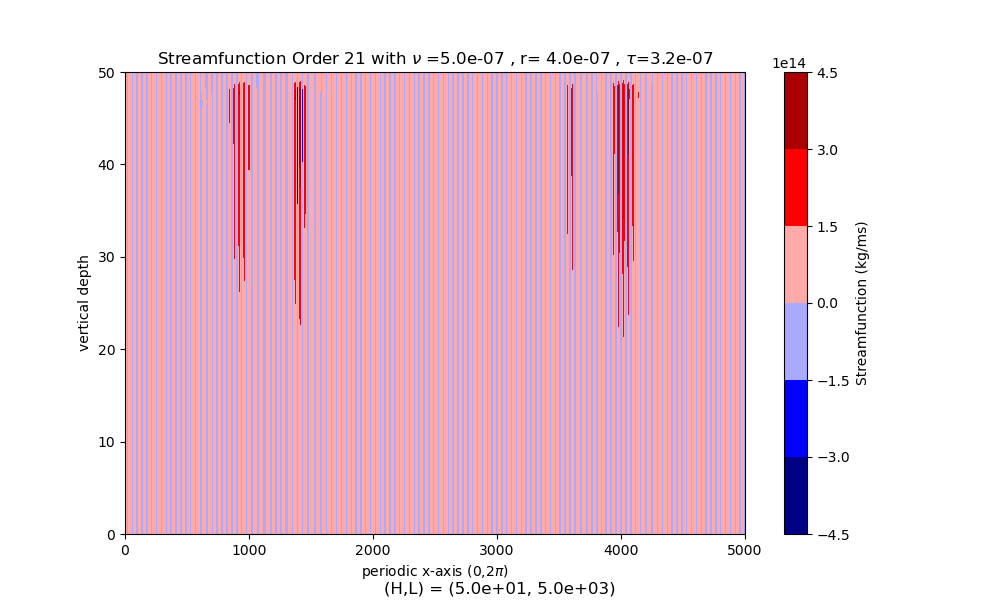 Streamfunction Order 21 with ν =5.0e-07 , r= 4.0e-07 , τ=3.2e-07
1e14
50
40
30
20
10
0
vertical depth
0 1000 2000 3000 4000 5000
periodic x-axis (0,2π)
(H,L) = (5.0e+01, 5.0e+03)
4.5
3.0
1.5
0.0
−1.5
−3.0
−4.5
Streamfunction (kg/ms)